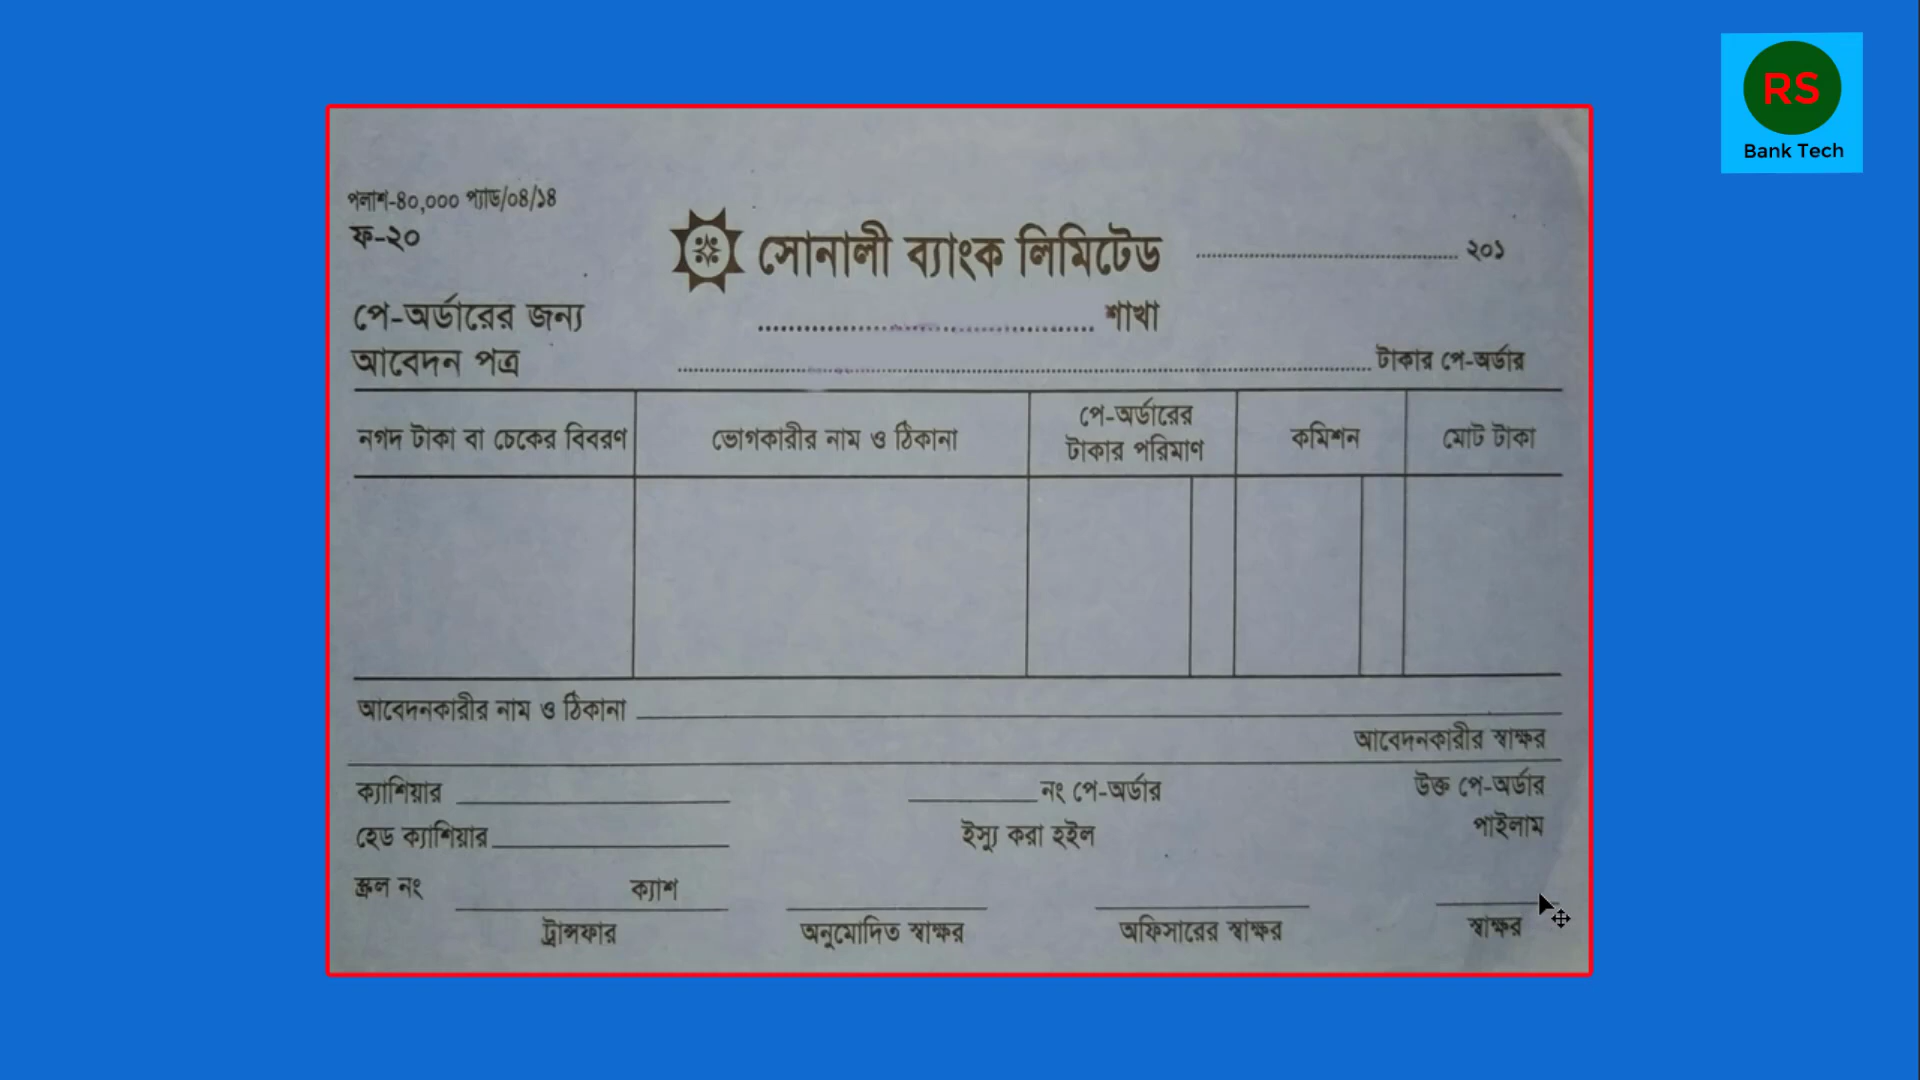 RS
Bank Tech
পলাশ-৪০,০০০ প্যাড/০৪/১৪
ফ-২০
সোনালী ব্যাংক লিমিটেড ২০১
পে-অর্ডারের জন্য শাখা
আবেদন পত্র টাকার পে-অর্ডার
নগদ টাকা বা চেকের বিবরণ ভোগকারীর নাম ও ঠিকানা পে-অর্ডারের টাকার পরিমাণ কমিশন মোট টাকা
আবেদনকারীর নাম ও ঠিকানা
আবেদনকারীর স্বাক্ষর
ক্যাশিয়ার নং পে-অর্ডার উক্ত পে-অর্ডার
হেড ক্যাশিয়ার ইস্যু করা হইল পাইলাম
স্ক্রল নং ক্যাশ
ট্রান্সফার অনুমোদিত স্বাক্ষর অফিসারের স্বাক্ষর স্বাক্ষর